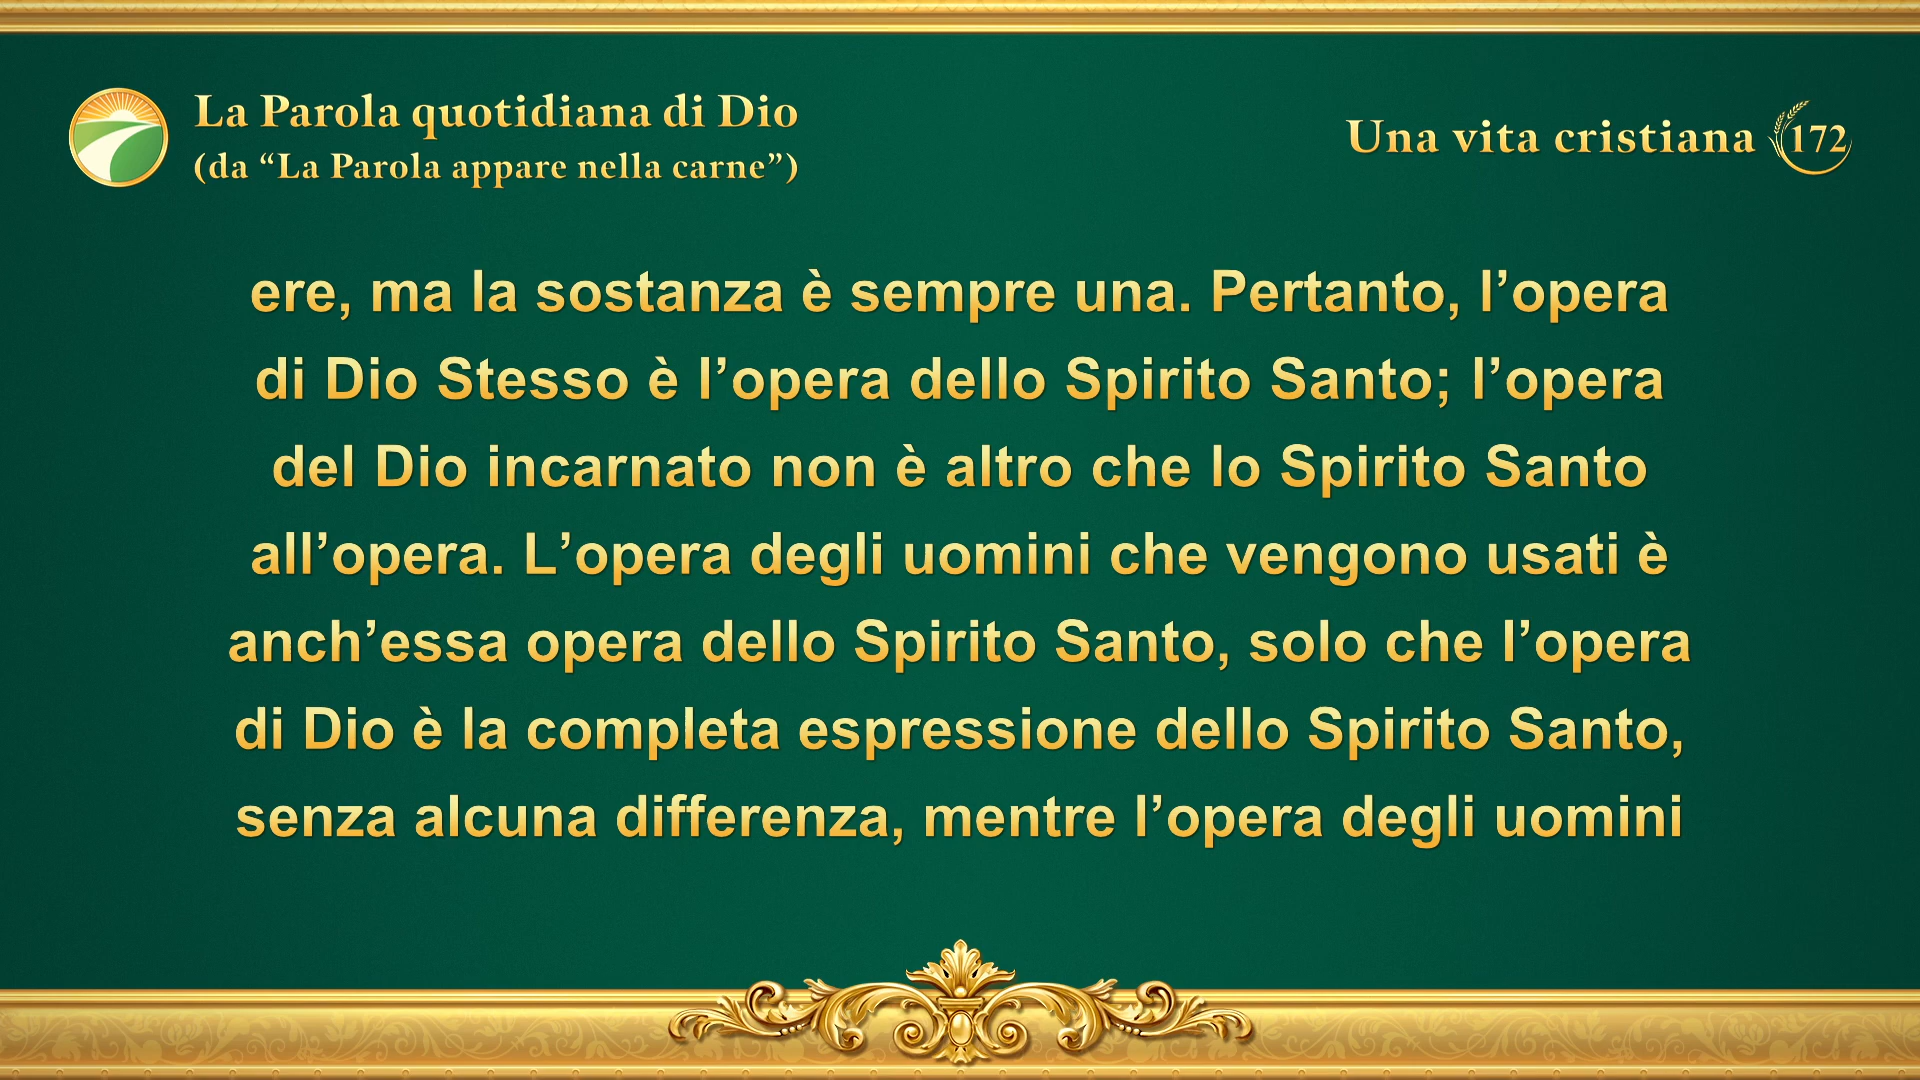 La Parola quotidiana di Dio
(da “La Parola appare nella carne”)
Una vita cristiana 172
ere, ma la sostanza è sempre una. Pertanto, l’opera
di Dio Stesso è l’opera dello Spirito Santo; l’opera
del Dio incarnato non è altro che lo Spirito Santo
all’opera. L’opera degli uomini che vengono usati è
anch’essa opera dello Spirito Santo, solo che l’opera
di Dio è la completa espressione dello Spirito Santo,
senza alcuna differenza, mentre l’opera degli uomini